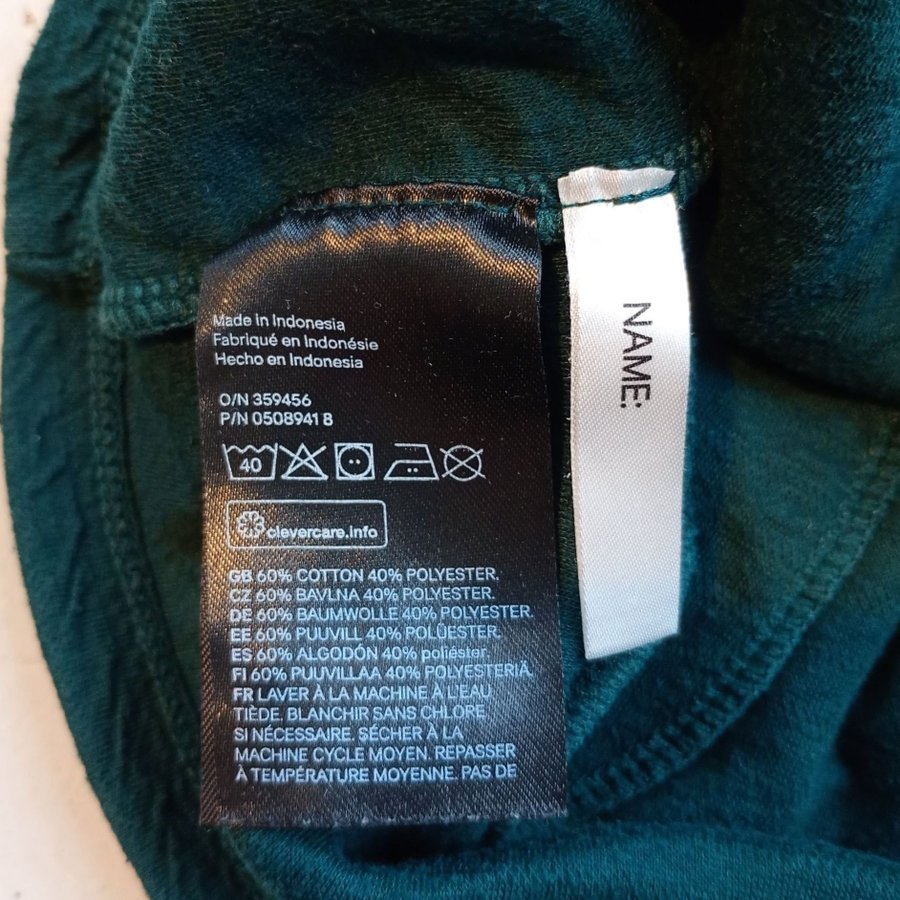 Made in Indonesia
Fabriqué en Indonésie
Hecho en Indonesia
O/N 359456
P/N 0508941 8
40
clevercare.info
GB 60% COTTON 40% POLYESTER.
CZ 60% BAVLNA 40% POLYESTER.
DE 60% BAUMWOLLE 40% POLYESTER.
EE 60% PUUVILL 40% POLÜESTER.
ES 60% ALGODÓN 40% poliéster.
FI 60% PUUVILLAA 40% POLYESTERIÄ.
FR LAVER À LA MACHINE À L'EAU
TIÈDE. BLANCHIR SANS CHLORE
SI NÉCESSAIRE. SÉCHER À LA
MACHINE CYCLE MOYEN. REPASSER
À TEMPÉRATURE MOYENNE. PAS DE
NAME: